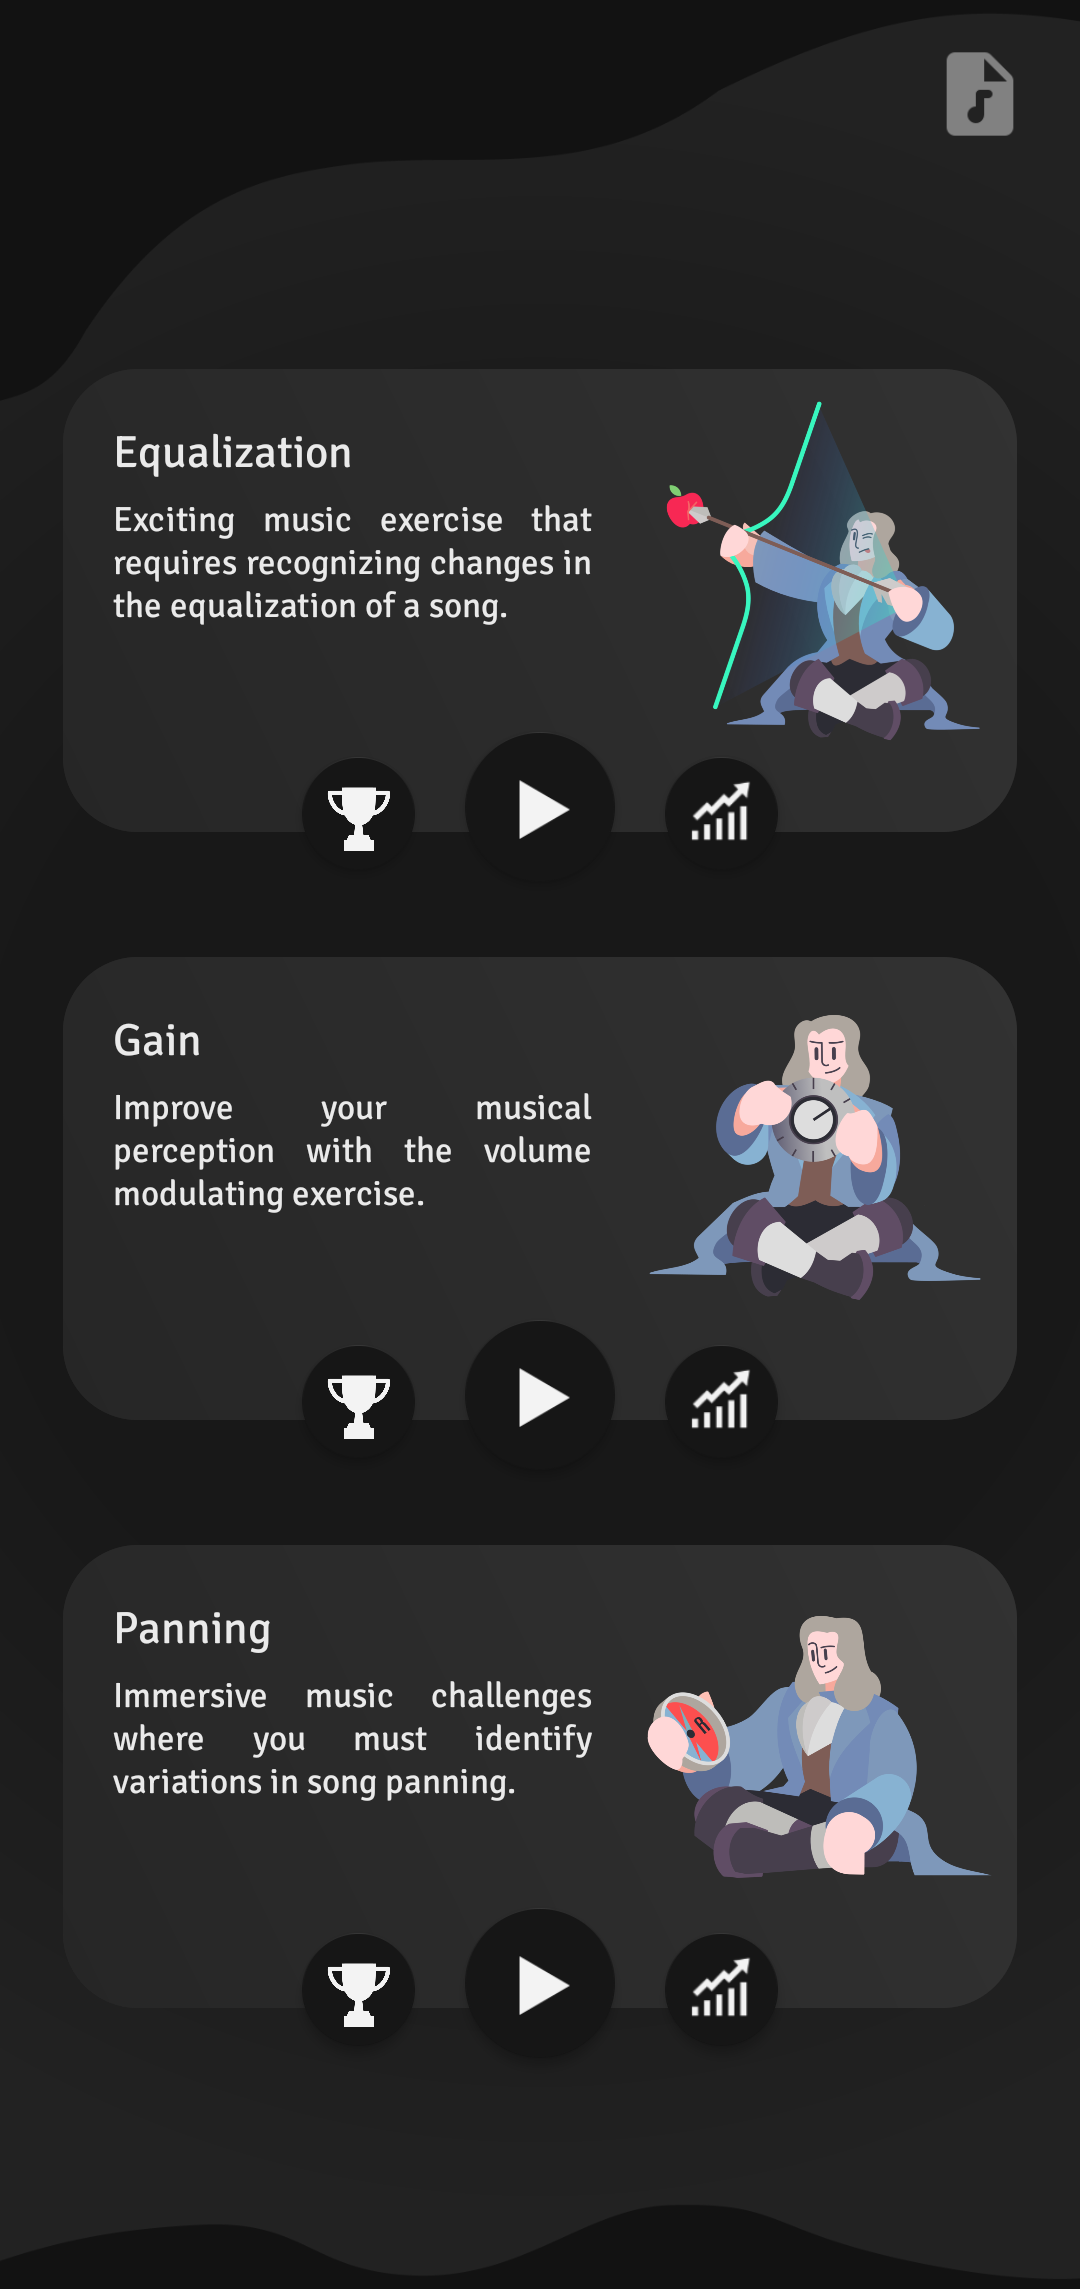 Equalization
Exciting music exercise that
requires recognizing changes in
the equalization of a song.
Gain
Improve your musical
perception with the volume
modulating exercise.
Panning
R
Immersive music challenges
where you must identify
variations in song panning.